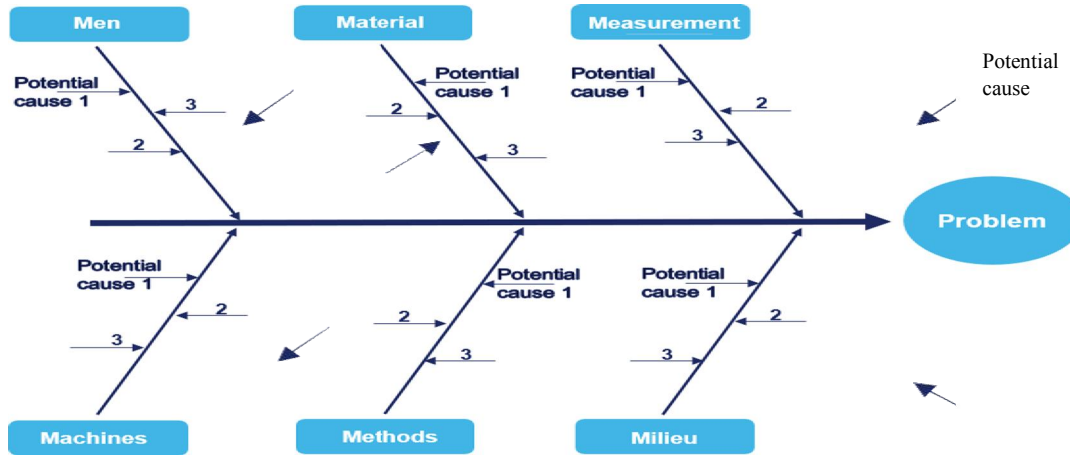 Men
Material
Measurement
Potential
cause 1
3
2
Potential
cause 1
2
3
Potential
cause 1
2
3
Potential
cause
Problem
Potential
cause 1
2
3
Potential
cause 1
2
3
Potential
cause 1
2
3
Machines
Methods
Milieu